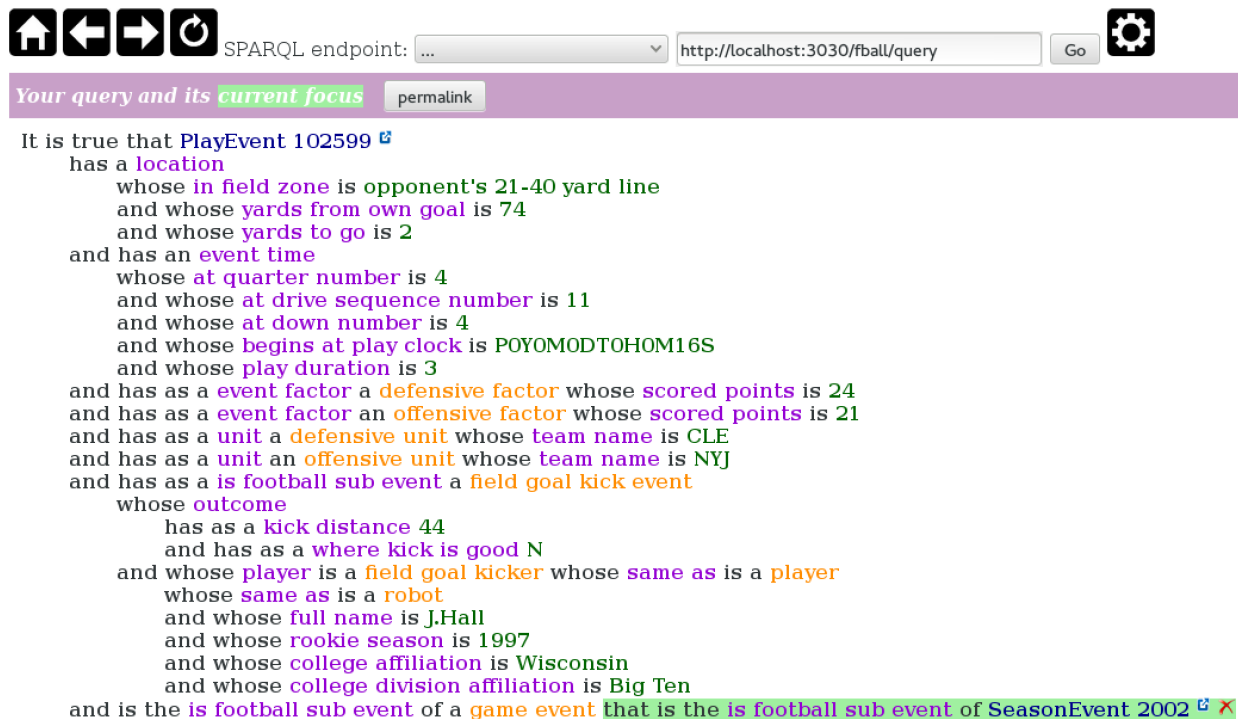 SPARQL endpoint: ... http://localhost:3030/fball/query Go
Your query and its current focus permalink
It is true that PlayEvent 102599
has a location
whose in field zone is opponent's 21-40 yard line
and whose yards from own goal is 74
and whose yards to go is 2
and has an event time
whose at quarter number is 4
and whose at drive sequence number is 11
and whose at down number is 4
and whose begins at play clock is P0Y0M0DT0H0M16S
and whose play duration is 3
and has as a event factor a defensive factor whose scored points is 24
and has as a event factor an offensive factor whose scored points is 21
and has as a unit a defensive unit whose team name is CLE
and has as a unit an offensive unit whose team name is NYJ
and has as a is football sub event a field goal kick event
whose outcome
has as a kick distance 44
and has as a where kick is good N
and whose player is a field goal kicker whose same as is a player
whose same as is a robot
and whose full name is J.Hall
and whose rookie season is 1997
and whose college affiliation is Wisconsin
and whose college division affiliation is Big Ten
and is the is football sub event of a game event that is the is football sub event of SeasonEvent 2002